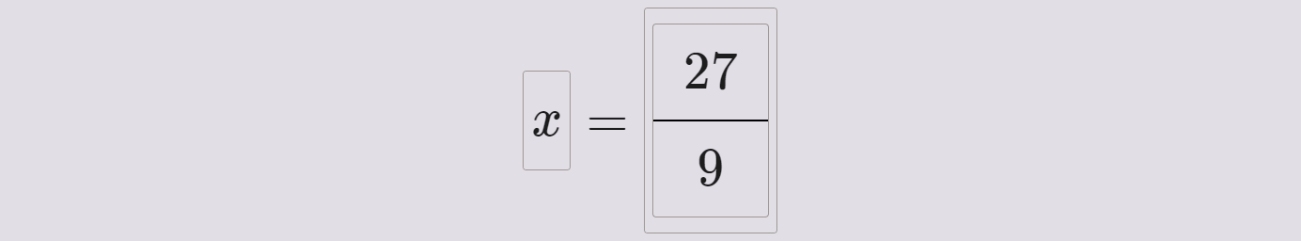 x = 27/9